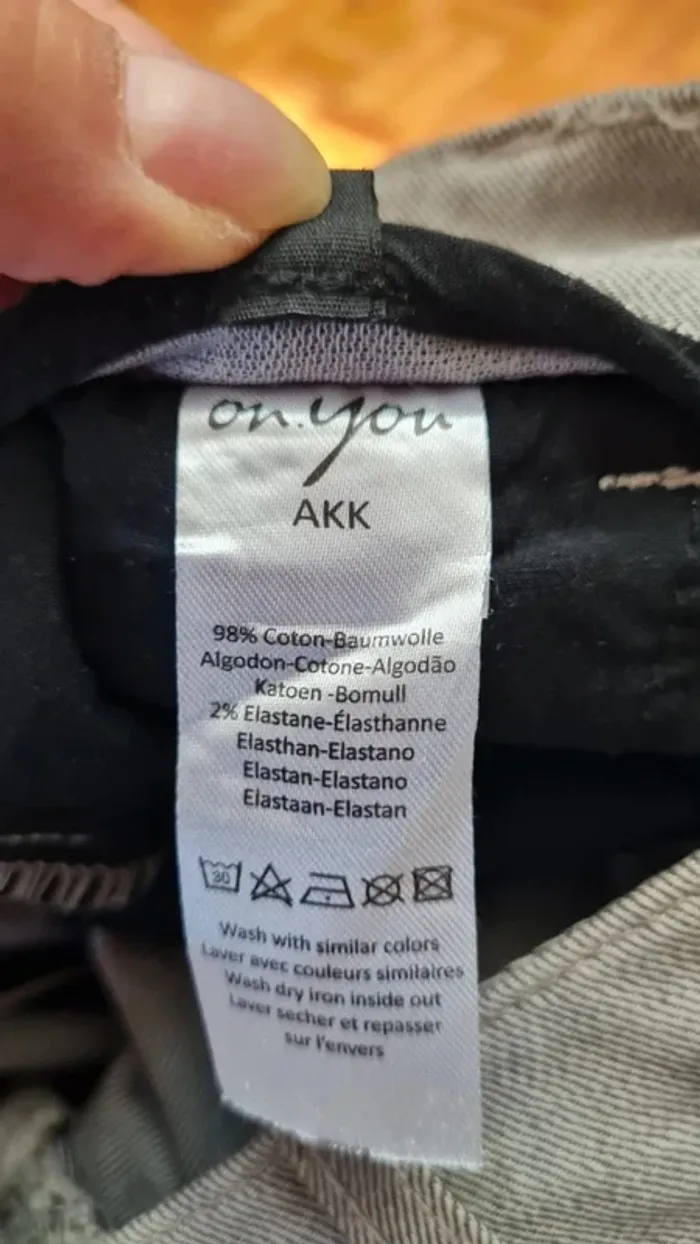 on.you
AKK
98% Coton-Baumwolle
Algodon-Cotone-Algodão
Katoen -Bomull
2% Elastane-Élasthanne
Elasthan-Elastano
Elastan-Elastano
Elastaan-Elastan
30
Wash with similar colors
Laver avec couleurs similaires
Wash dry iron inside out
Laver secher et repasser
sur l'envers